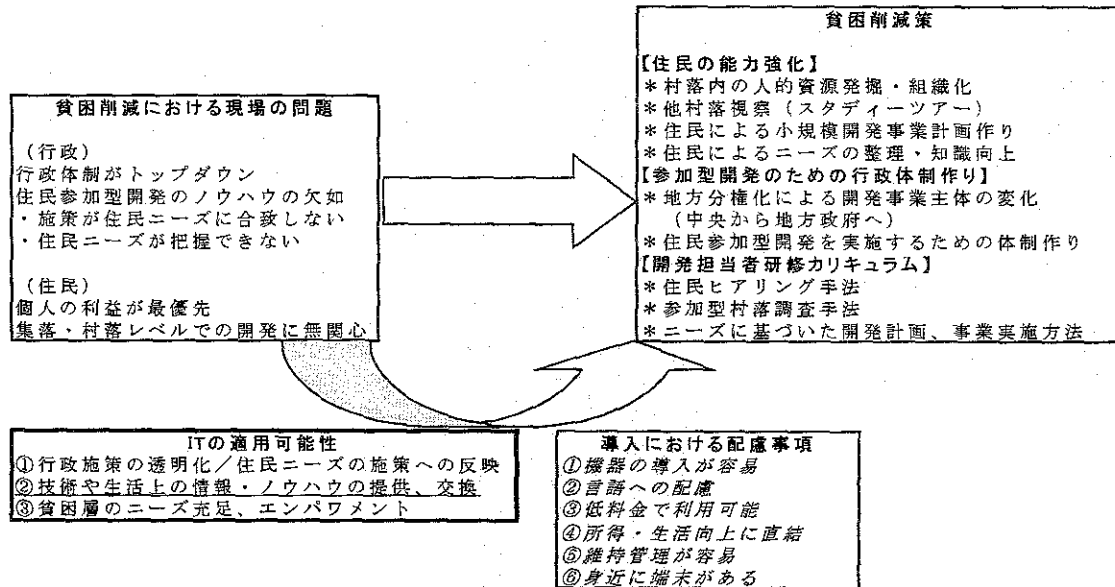 貧困削減における現場の問題
（行政）
行政体制がトップダウン
住民参加型開発のノウハウの欠如
・施策が住民ニーズに合致しない
・住民ニーズが把握できない
（住民）
個人の利益が最優先
集落・村落レベルでの開発に無関心
貧困削減策
【住民の能力強化】
＊村落内の人的資源発掘・組織化
＊他村落視察（スタディーツアー）
＊住民による小規模開発事業計画作り
＊住民によるニーズの整理・知識向上
【参加型開発のための行政体制作り】
＊地方分権化による開発事業主体の変化
（中央から地方政府へ）
＊住民参加型開発を実施するための体制作り
【開発担当者研修カリキュラム】
＊住民ヒアリング手法
＊参加型村落調査手法
＊ニーズに基づいた開発計画、事業実施方法
ITの適用可能性
①行政施策の透明化／住民ニーズの施策への反映
②技術や生活上の情報・ノウハウの提供、交換
③貧困層のニーズ充足、エンパワメント
導入における配慮事項
①機器の導入が容易
②言語への配慮
③低料金で利用可能
④所得・生活向上に直結
⑤維持管理が容易
⑥身近に端末がある